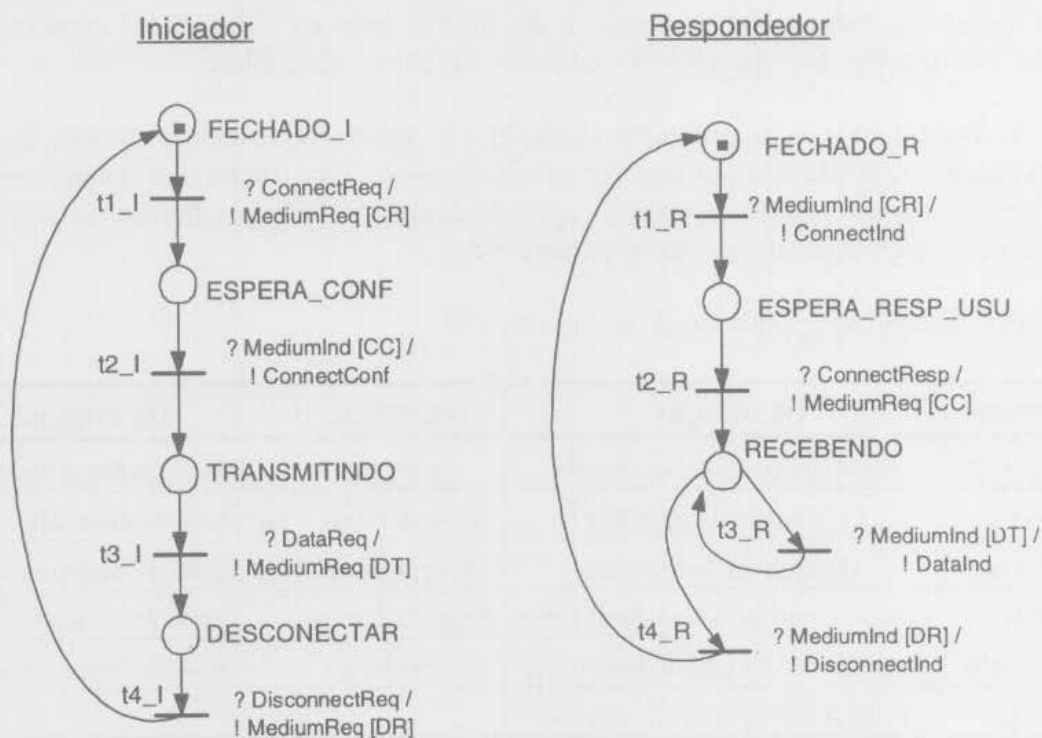 Iniciador
FECHADO_I
t1_I
? ConnectReq /
! MediumReq [CR]
ESPERA_CONF
t2_I
? MediumInd [CC] /
! ConnectConf
TRANSMITINDO
t3_I
? DataReq /
! MediumReq [DT]
DESCONECTAR
t4_I
? DisconnectReq /
! MediumReq [DR]
Respondedor
FECHADO_R
t1_R
? MediumInd [CR] /
! ConnectInd
ESPERA_RESP_USU
t2_R
? ConnectResp /
! MediumReq [CC]
RECEBENDO
t3_R
? MediumInd [DT] /
! DataInd
t4_R
? MediumInd [DR] /
! DisconnectInd